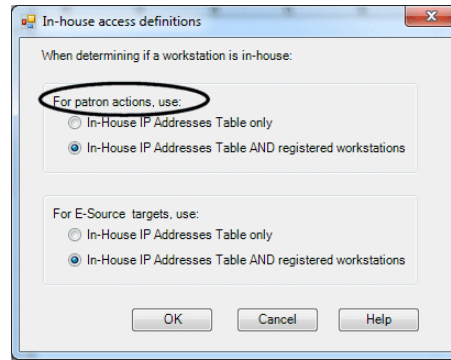 In-house access definitions
When determining if a workstation is in-house:
For patron actions, use:
In-House IP Addresses Table only
In-House IP Addresses Table AND registered workstations
For E-Source targets, use:
In-House IP Addresses Table only
In-House IP Addresses Table AND registered workstations
OK Cancel Help